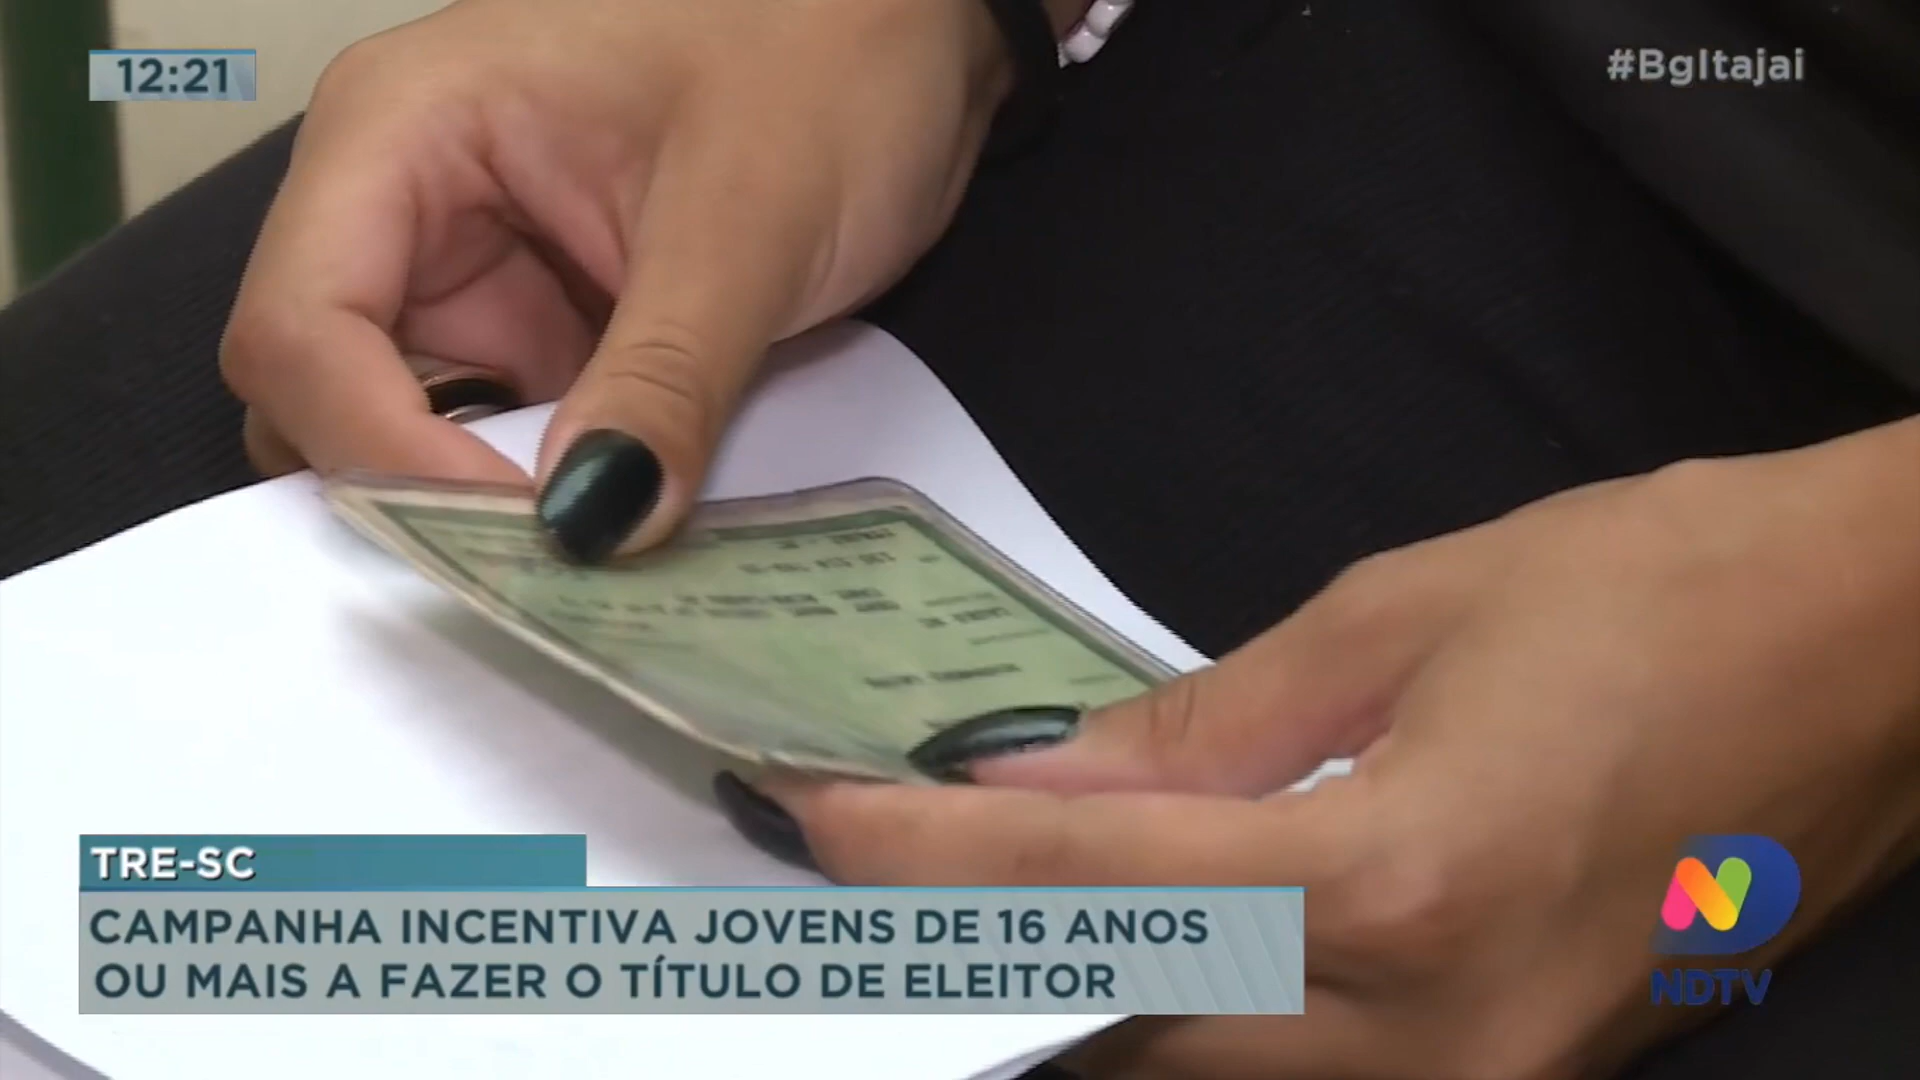 12:21
#BgItajai
TRE-SC
CAMPANHA INCENTIVA JOVENS DE 16 ANOS
OU MAIS A FAZER O TÍTULO DE ELEITOR
NDTV